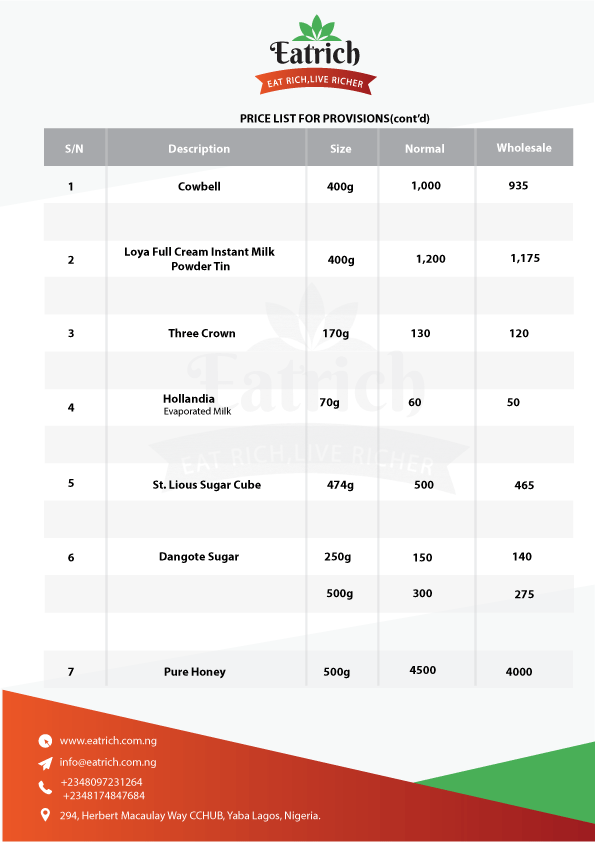 Eatrich
EAT RICH,LIVE RICHER
PRICE LIST FOR PROVISIONS(cont'd)
S/N Description Size Normal Wholesale
1 Cowbell 400g 1,000 935
2 Loya Full Cream Instant Milk Powder Tin 400g 1,200 1,175
3 Three Crown 170g 130 120
4 Hollandia 70g 60 50
Evaporated Milk
5 St. Lious Sugar Cube 474g 500 465
6 Dangote Sugar 250g 150 140
500g 300 275
7 Pure Honey 500g 4500 4000
Eatrich
EAT RICH,LIVE RICHER
www.eatrich.com.ng
info@eatrich.com.ng
+2348097231264
+2348174847684
294, Herbert Macaulay Way CCHUB, Yaba Lagos, Nigeria.